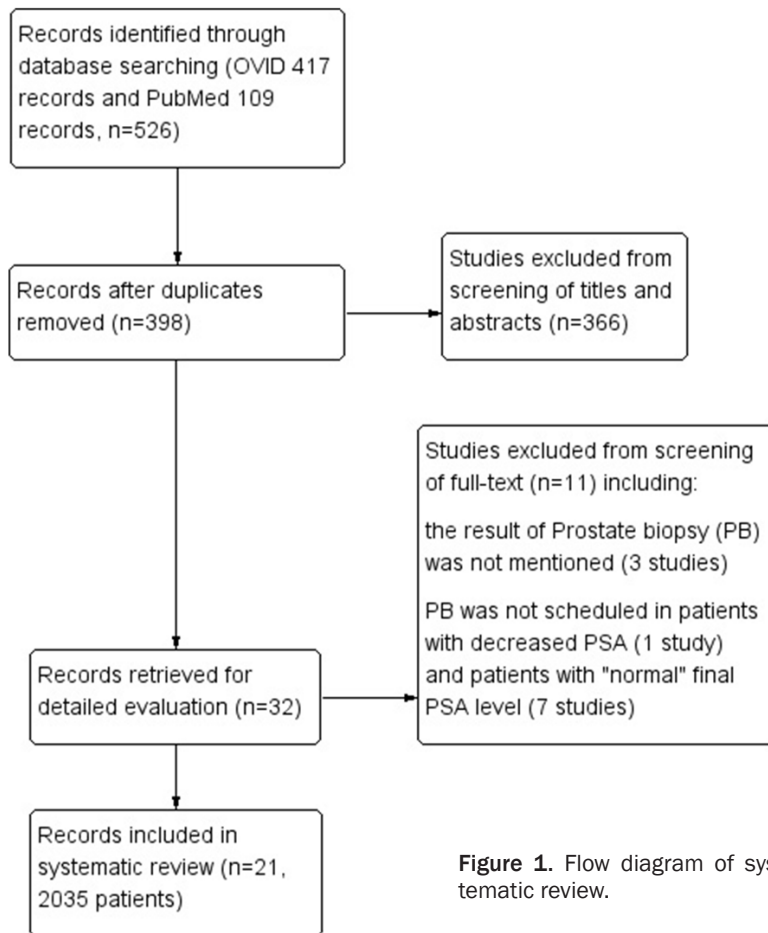 Records identified through
database searching (OVID 417
records and PubMed 109
records, n=526)
Records after duplicates
removed (n=398)
Studies excluded from
screening of titles and
abstracts (n=366)
Studies excluded from screening
of full-text (n=11) including:
the result of Prostate biopsy (PB)
was not mentioned (3 studies)
PB was not scheduled in patients
with decreased PSA (1 study)
and patients with "normal" final
PSA level (7 studies)
Records retrieved for
detailed evaluation (n=32)
Records included in
systematic review (n=21,
2035 patients)
Figure 1. Flow diagram of sys-
tematic review.